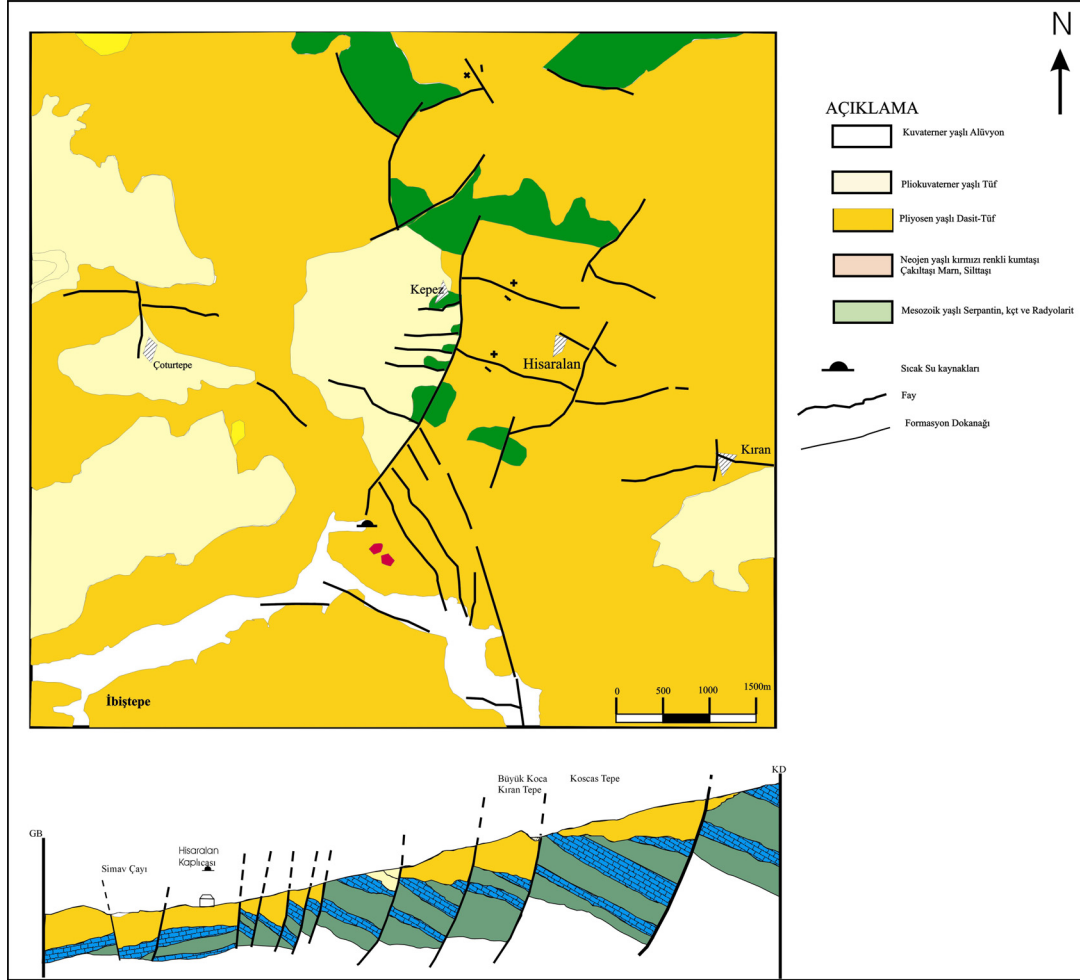 N
AÇIKLAMA
Kuvaterner yaşlı Alüvyon
Pliokuvaterner yaşlı Tüf
Pliyosen yaşlı Dasit-Tüf
Neojen yaşlı kırmızı renkli kumtaşı
Çakıltaşı Marn, Silttaşı
Mesozoik yaşlı Serpantin, kçt ve Radyolarit
Sıcak Su kaynakları
Fay
Formasyon Dokanağı
Kepez
Hisaralan
Çoturtepe
Kıran
İbiştepe
0 500 1000 1500m
GB
KD
Simav Çayı
Hisaralan
Kaplıcası
Büyük Koca
Kıran Tepe
Koscas Tepe